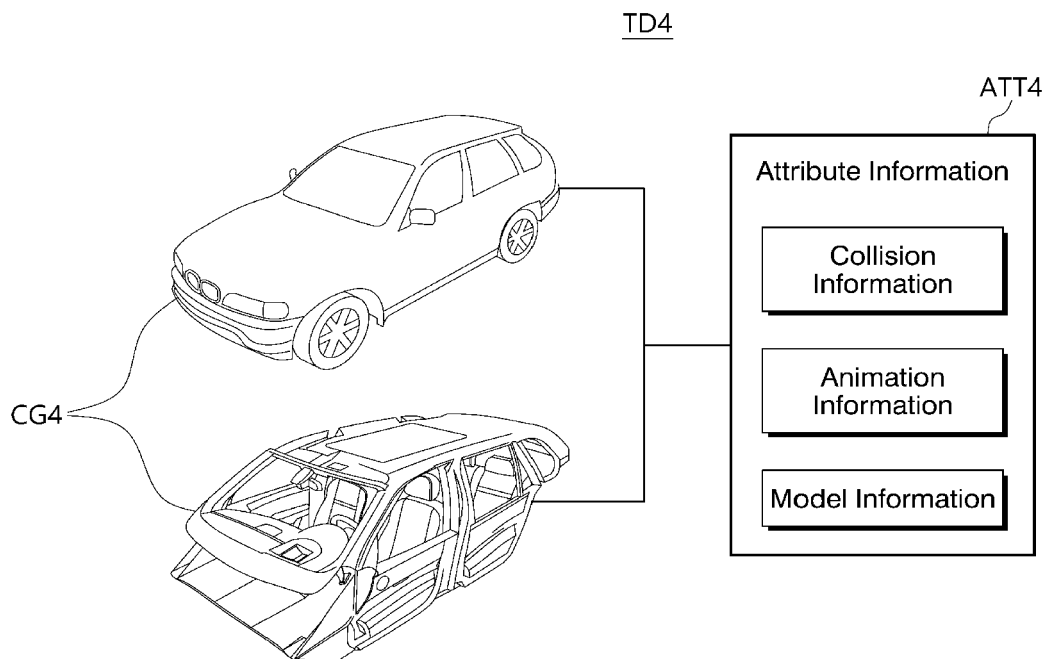 TD4
ATT4
Attribute Information
Collision
Information
Animation
Information
Model Information
CG4